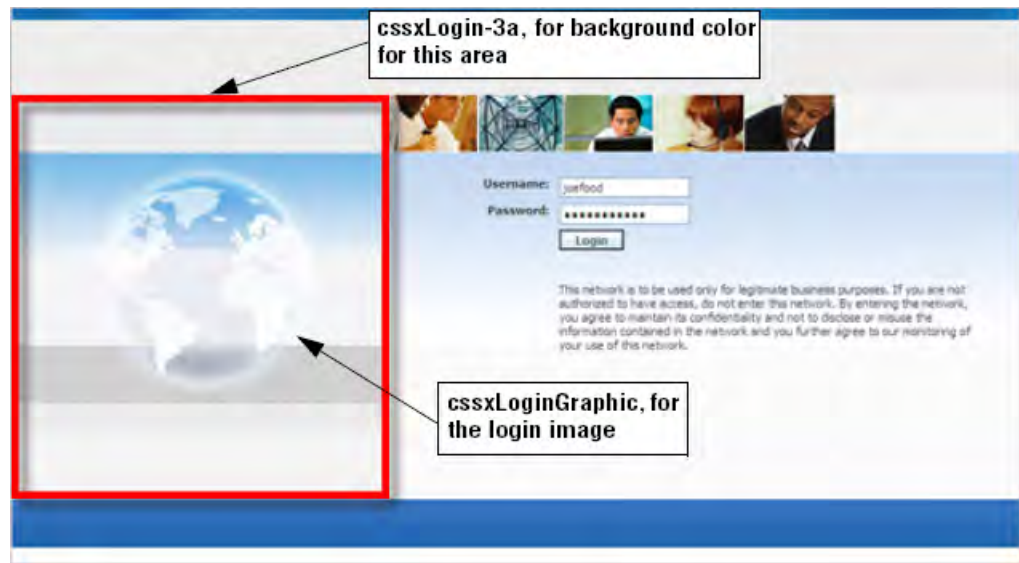 cssxLogin-3a, for background color
for this area
Username:
joefood
Password:
Login
This network is to be used only for legitimate business purposes. If you are not
authorized to have access, do not enter this network. By entering the network,
you agree to maintain its confidentiality and not to disclose or misuse the
information contained in the network and you further agree to our monitoring of
your use of this network.
cssxLoginGraphic, for
the login image